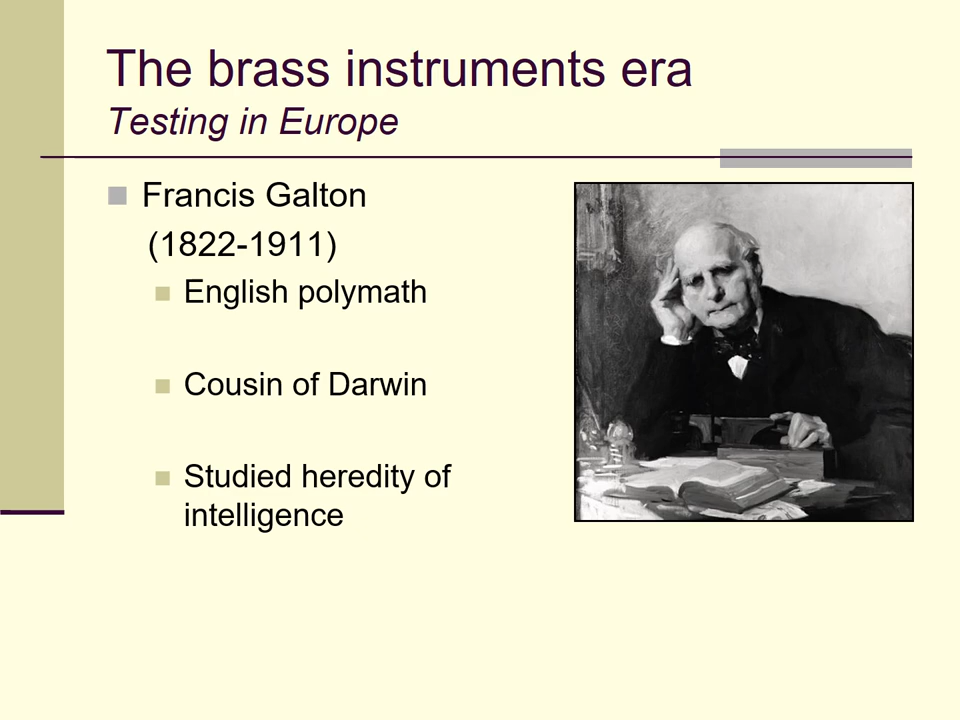 The brass instruments era
Testing in Europe
Francis Galton
(1822-1911)
English polymath
Cousin of Darwin
Studied heredity of
intelligence